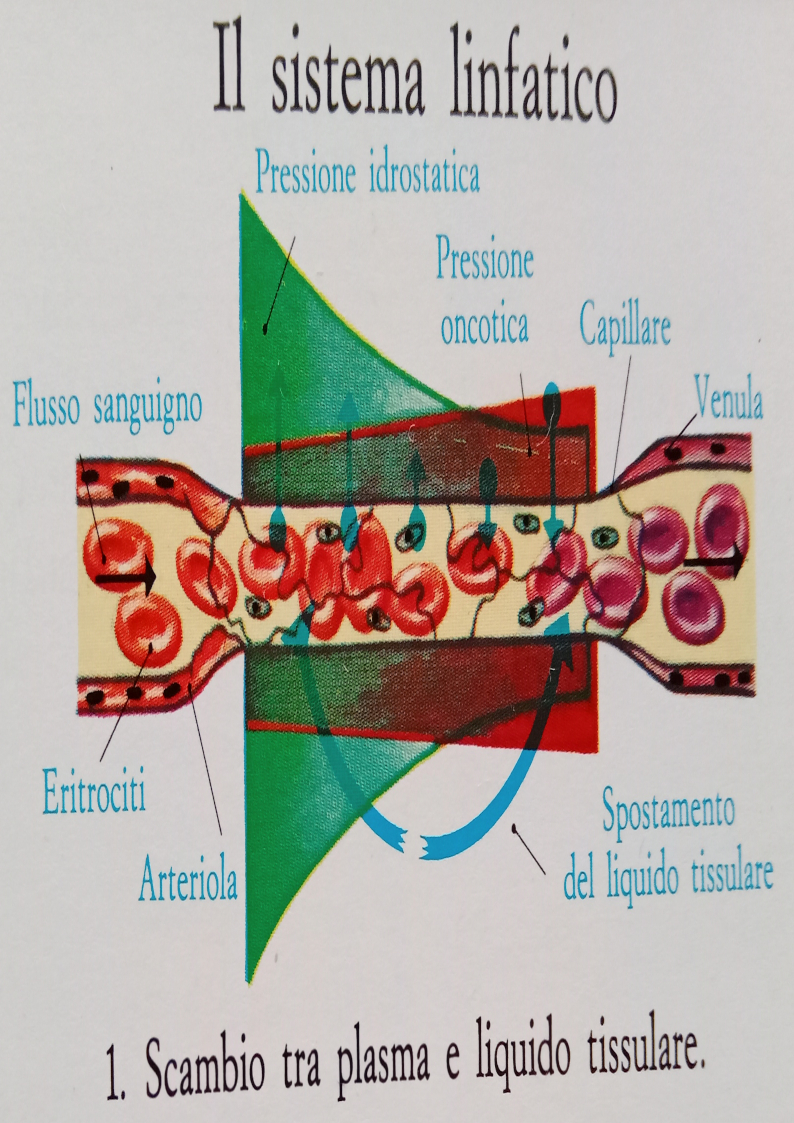 Il sistema linfatico
Pressione idrostatica
Pressione
oncotica
Capillare
Venula
Flusso sanguigno
Eritrociti
Arteriola
Spostamento
del liquido tissulare
1. Scambio tra plasma e liquido tissulare.